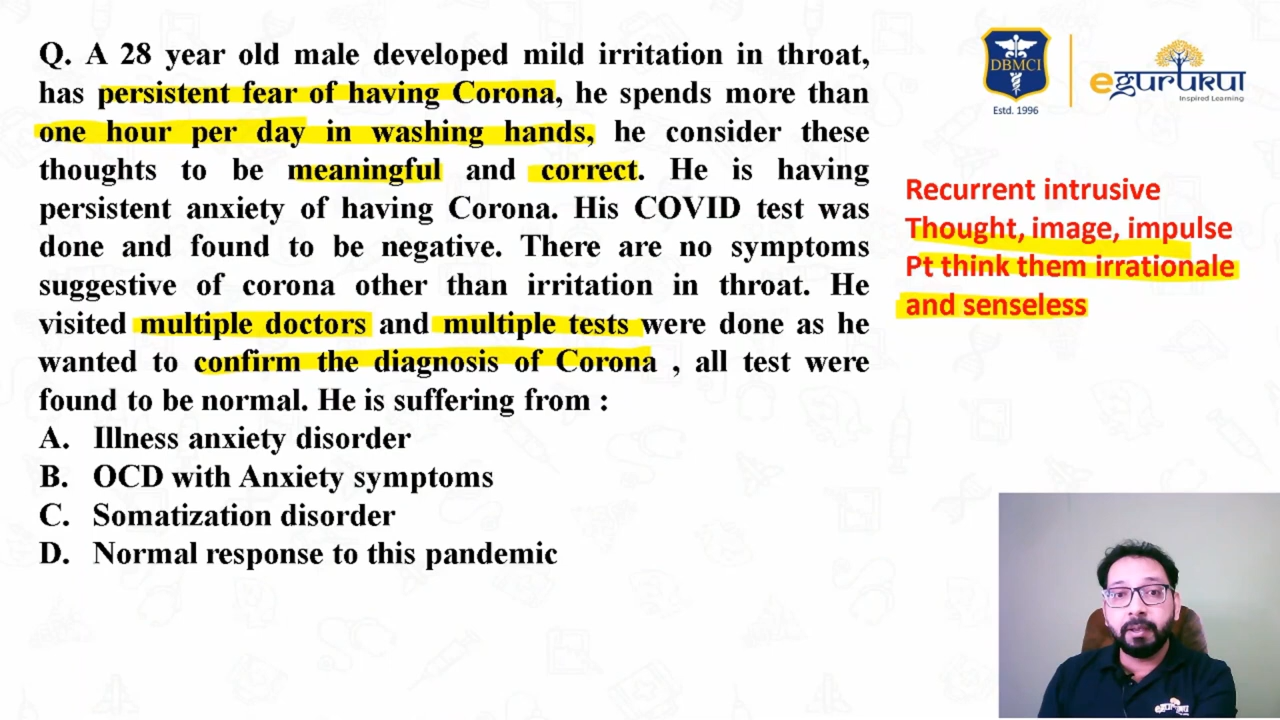 Q. A 28 year old male developed mild irritation in throat,
has persistent fear of having Corona, he spends more than
one hour per day in washing hands, he consider these
thoughts to be meaningful and correct. He is having
persistent anxiety of having Corona. His COVID test was
done and found to be negative. There are no symptoms
suggestive of corona other than irritation in throat. He
visited multiple doctors and multiple tests were done as he
wanted to confirm the diagnosis of Corona , all test were
found to be normal. He is suffering from :
A. Illness anxiety disorder
B. OCD with Anxiety symptoms
C. Somatization disorder
D. Normal response to this pandemic
DBMCI
Estd. 1996
egurukul
Inspired Learning
Recurrent intrusive
Thought, image, impulse
Pt think them irrationale
and senseless